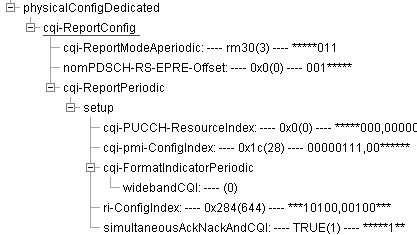 physicalConfigDedicated
cqi-ReportConfig
cqi-ReportModeAperiodic: ---- rm30(3) ---- *****011
nomPDSCH-RS-EPRE-Offset: ---- 0x0(0) ---- 001*****
cqi-ReportPeriodic
setup
cqi-PUCCH-ResourceIndex: ---- 0x0(0) ---- *****000,00000
cqi-pmi-ConfigIndex: ---- 0x1c(28) ---- 00000111,00******
cqi-FormatIndicatorPeriodic
widebandCQI: ---- (0)
ri-ConfigIndex: ---- 0x284(644) ---- ***10100,00100***
simultaneousAckNackAndCQI: ---- TRUE(1) ---- *****1**